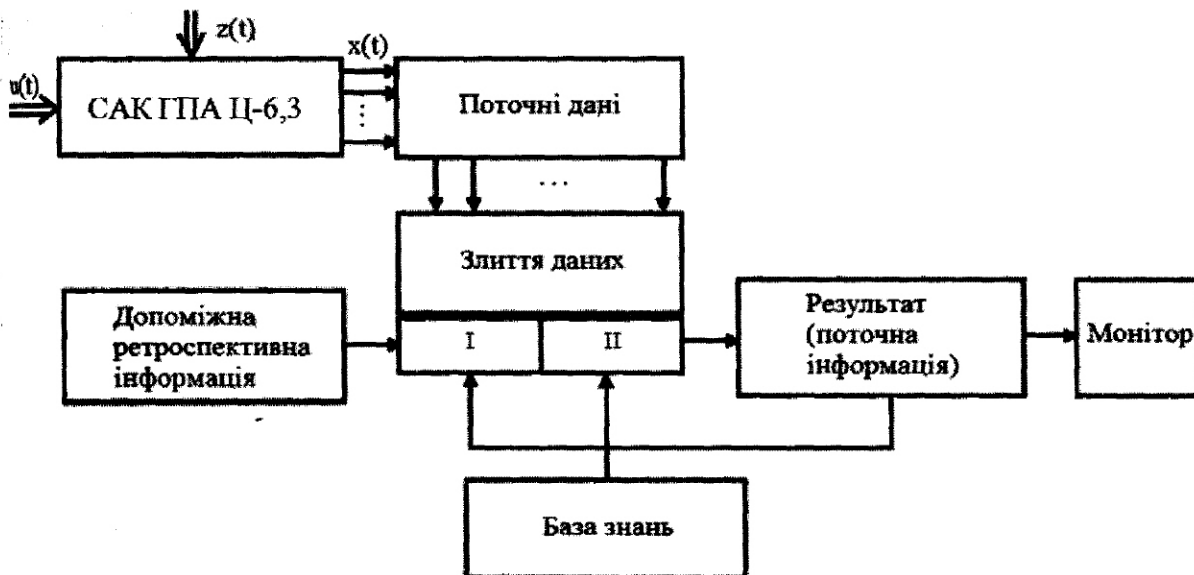 z(t)
x(t)
u(t)
САК ГПА Ц-6,3
Поточні дані
...
...
Злиття даних
Допоміжна
ретроспективна
інформація
I
II
Результат
(поточна
інформація)
Монітор
База знань